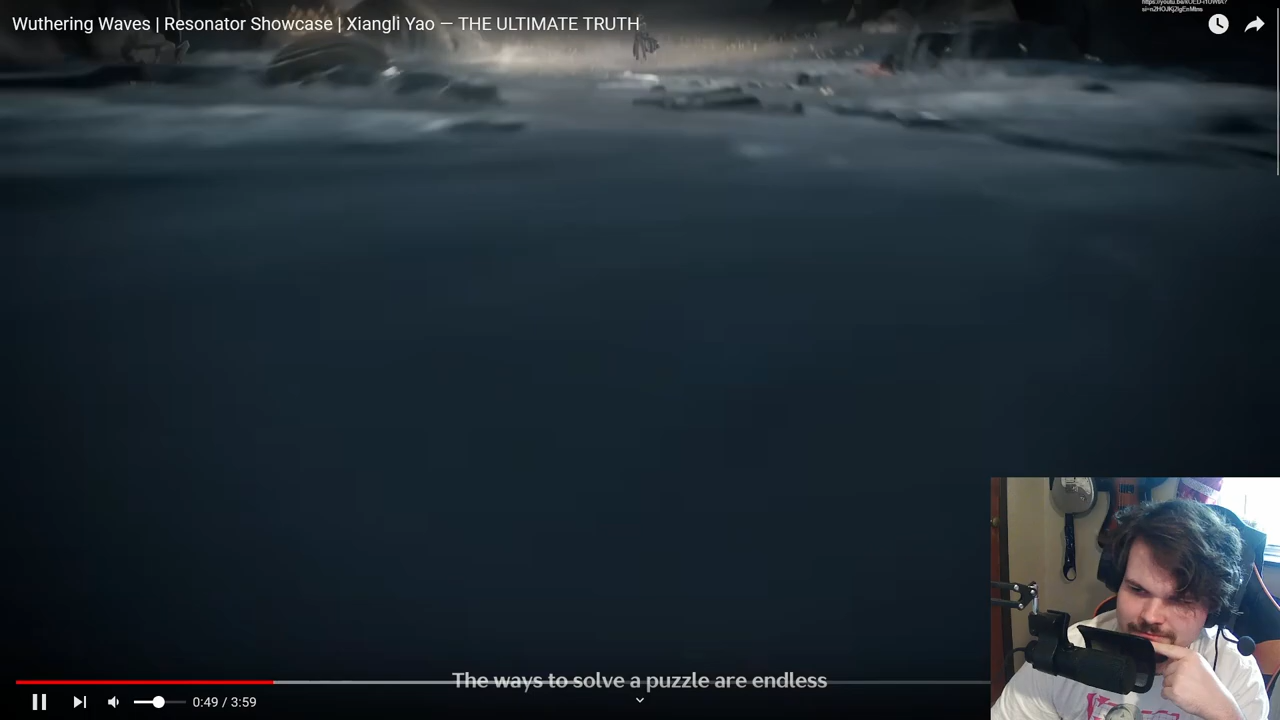 Wuthering Waves | Resonator Showcase | Xiangli Yao — THE ULTIMATE TRUTH
The ways to solve a puzzle are endless
0:49 / 3:59